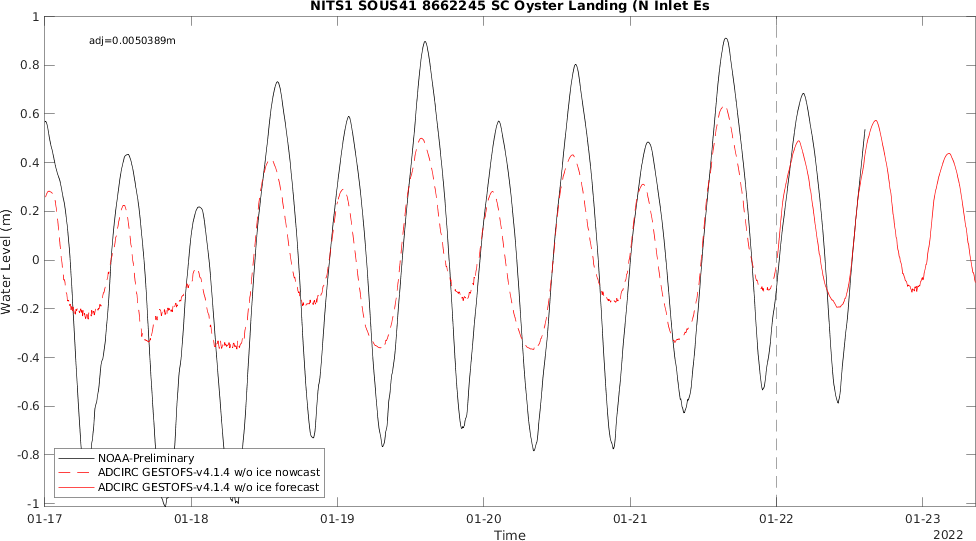 NITS1 SOUS41 8662245 SC Oyster Landing (N Inlet Es
adj=0.0050389m
Water Level (m)
1
0.8
0.6
0.4
0.2
0
-0.2
-0.4
-0.6
-0.8
-1
NOAA-Preliminary
ADCIRC GESTOFS-v4.1.4 w/o ice nowcast
ADCIRC GESTOFS-v4.1.4 w/o ice forecast
01-17 01-18 01-19 01-20 01-21 01-22 01-23
Time
2022